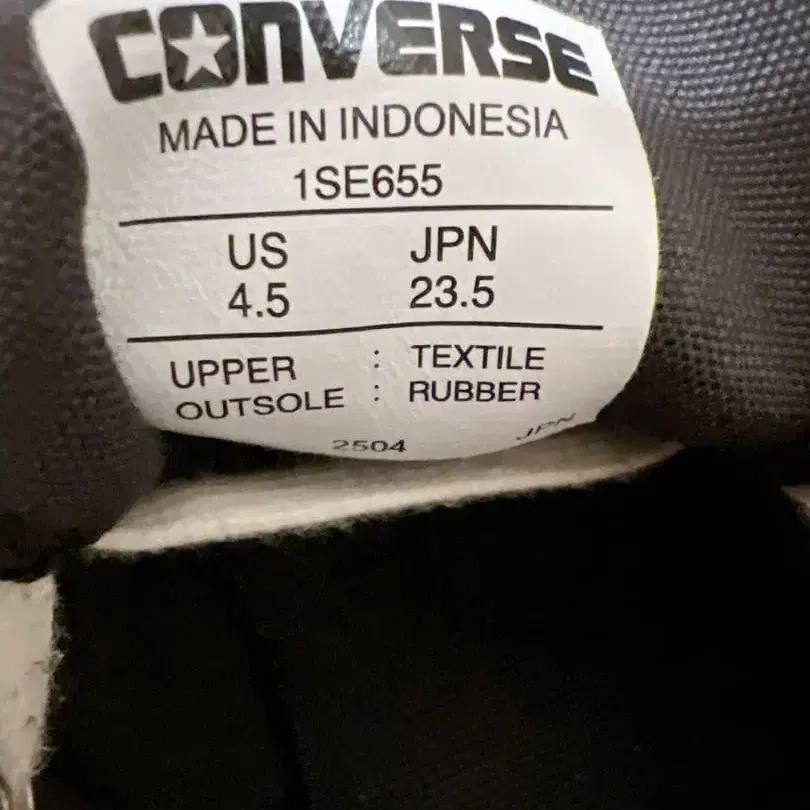 CONVERSE
MADE IN INDONESIA
1SE655
US JPN
4.5 23.5
UPPER : TEXTILE
OUTSOLE : RUBBER
2504 JPN